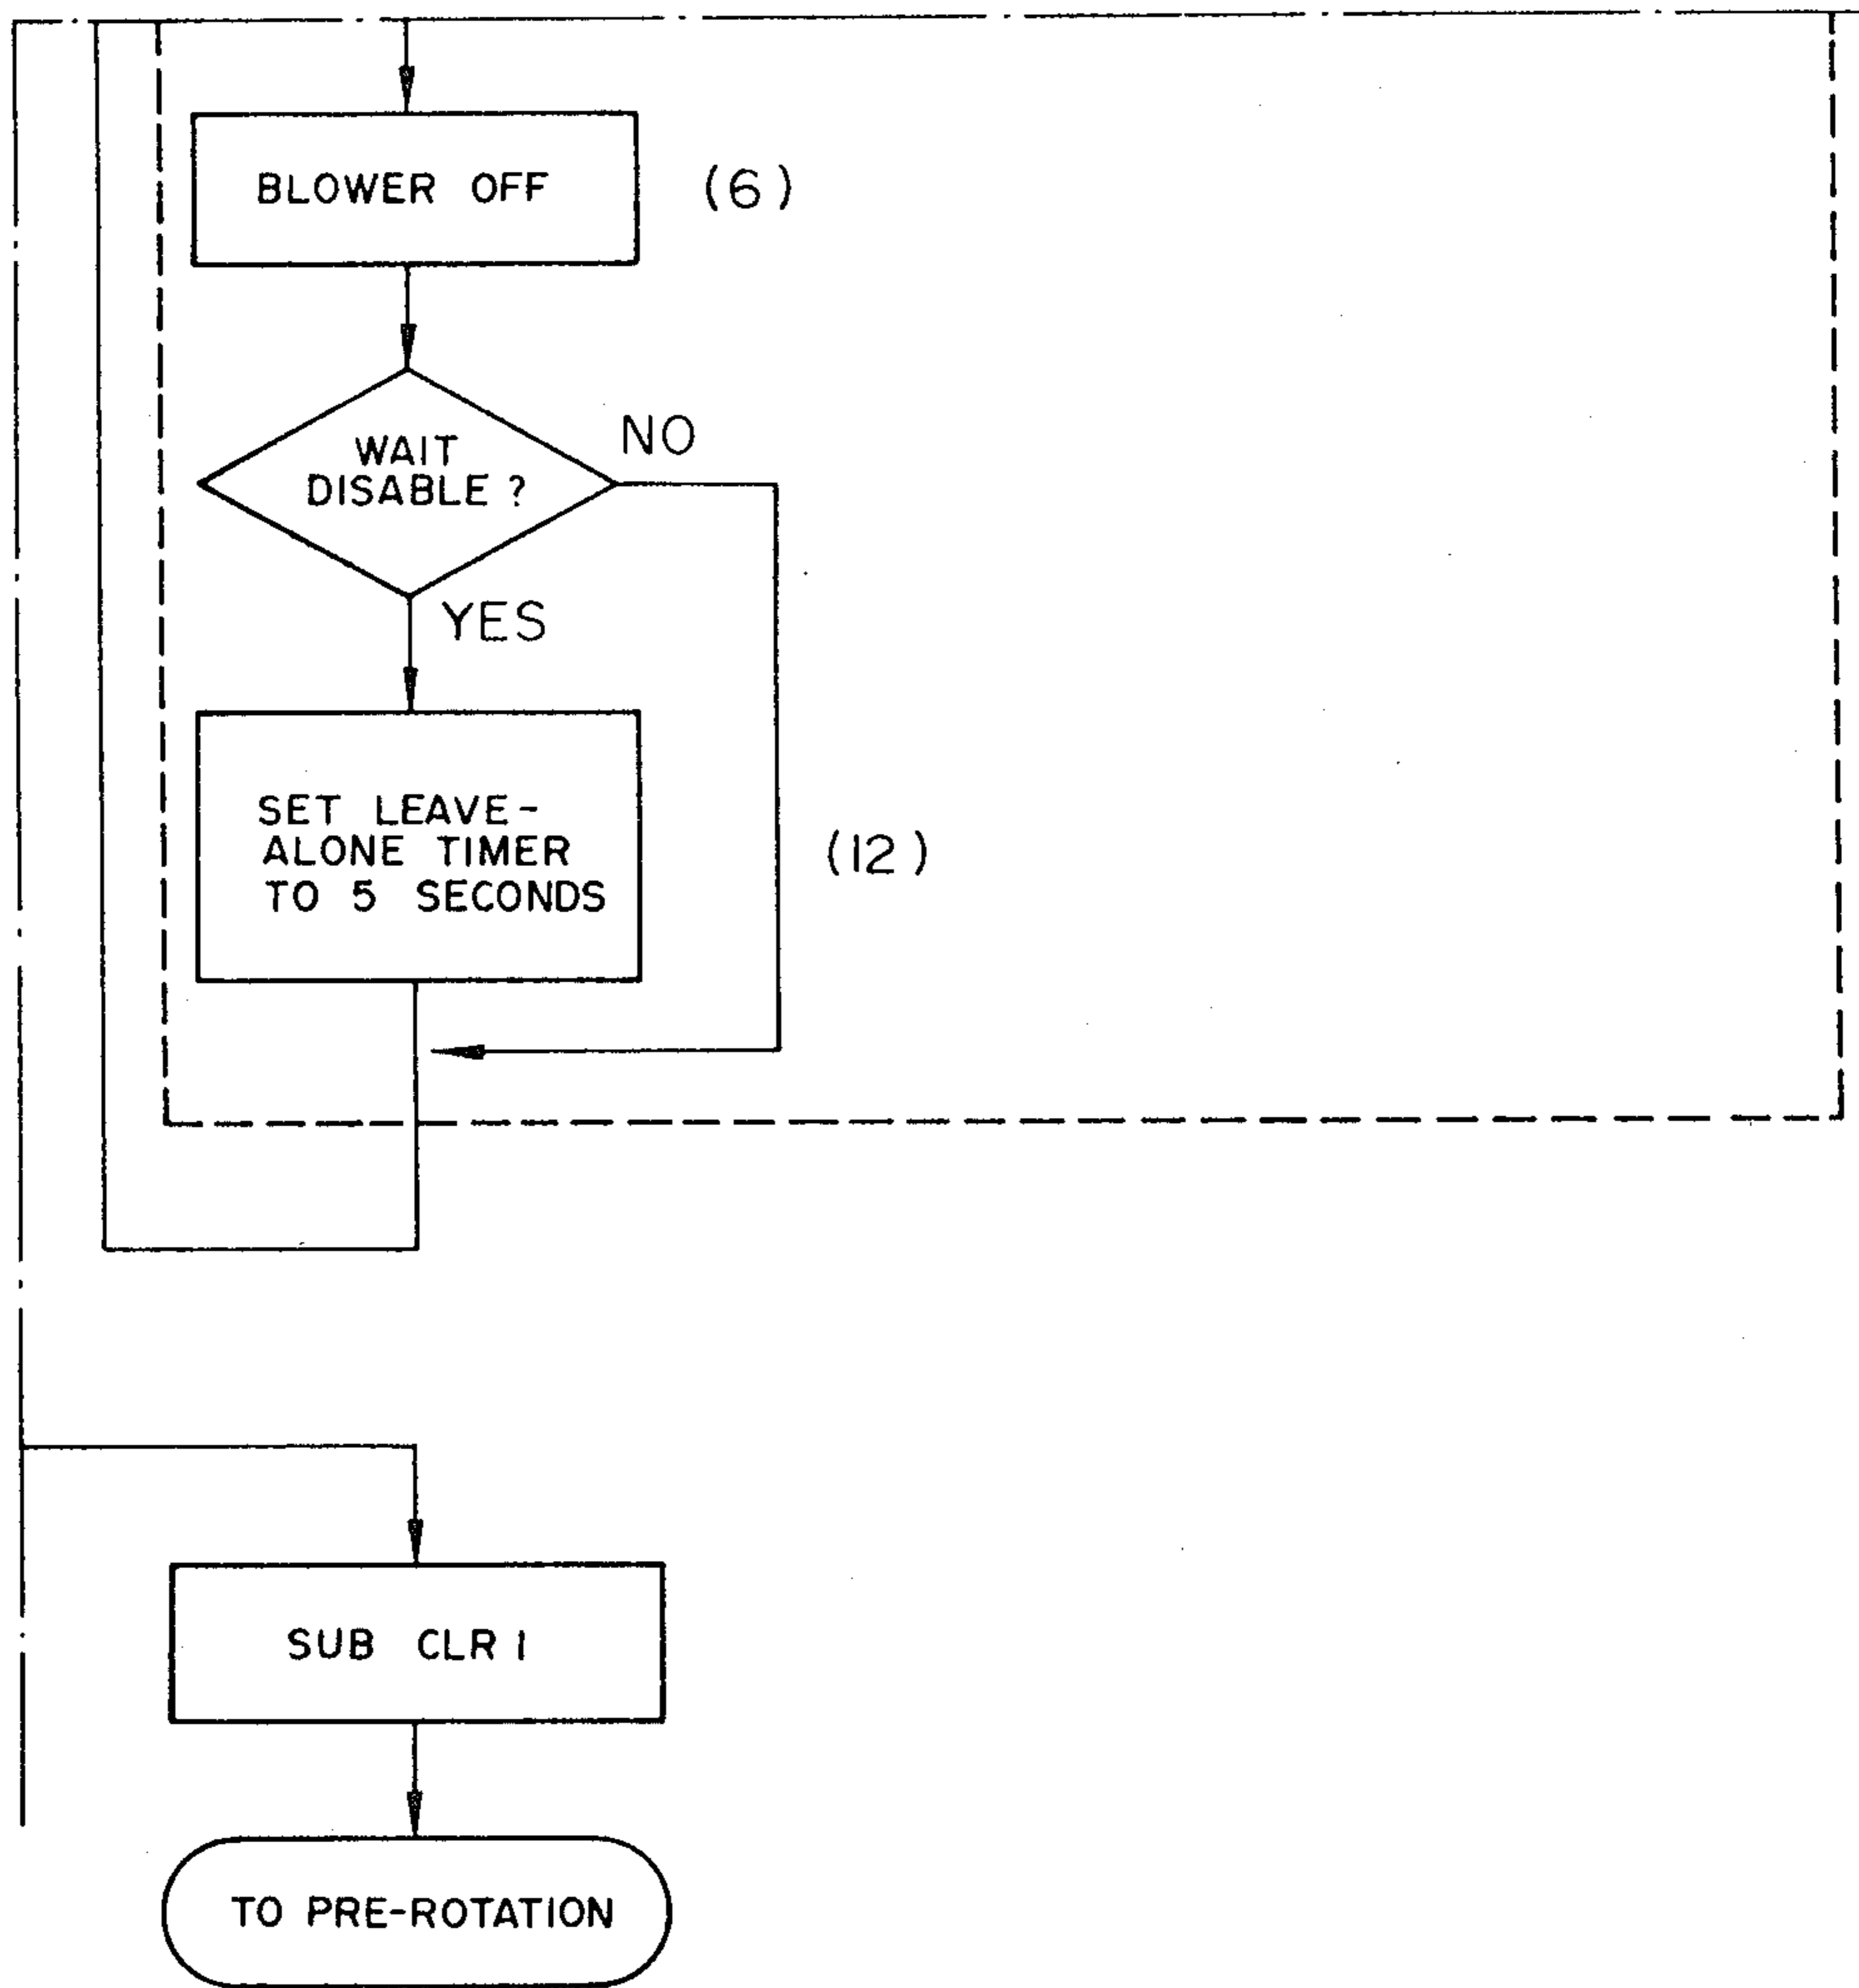 BLOWER OFF
(6)
WAIT
DISABLE ?
NO
YES
SET LEAVE-
ALONE TIMER
TO 5 SECONDS
(12)
SUB CLR 1
TO PRE-ROTATION